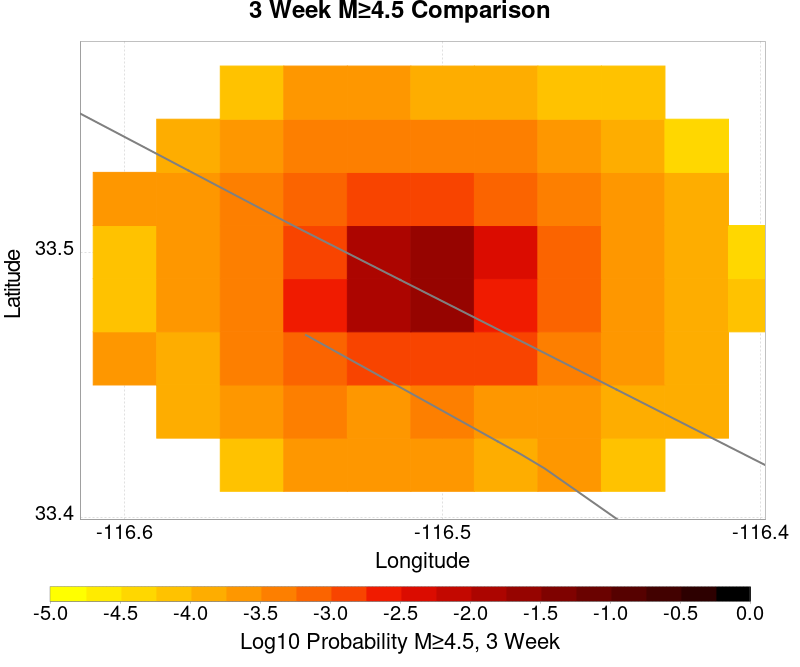 3 Week M≥4.5 Comparison
Latitude
33.5
33.4
-116.6 -116.5 -116.4
Longitude
-5.0 -4.5 -4.0 -3.5 -3.0 -2.5 -2.0 -1.5 -1.0 -0.5 0.0
Log10 Probability M≥4.5, 3 Week